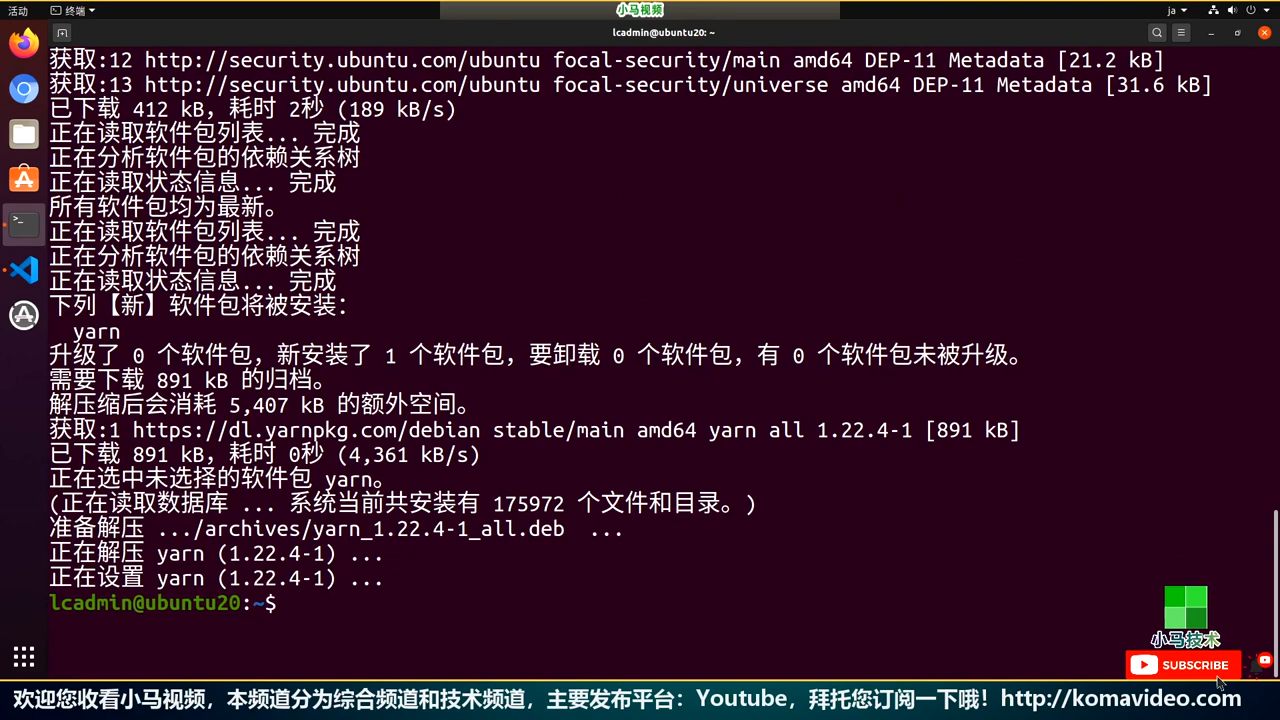 活动
终端
小马视频
ja
lcadmin@ubuntu20: ~
获取:12 http://security.ubuntu.com/ubuntu focal-security/main amd64 DEP-11 Metadata [21.2 kB]
获取:13 http://security.ubuntu.com/ubuntu focal-security/universe amd64 DEP-11 Metadata [31.6 kB]
已下载 412 kB，耗时 2秒 (189 kB/s)
正在读取软件包列表... 完成
正在分析软件包的依赖关系树
正在读取状态信息... 完成
所有软件包均为最新。
正在读取软件包列表... 完成
正在分析软件包的依赖关系树
正在读取状态信息... 完成
下列【新】软件包将被安装：
yarn
升级了 0 个软件包，新安装了 1 个软件包，要卸载 0 个软件包，有 0 个软件包未被升级。
需要下载 891 kB 的归档。
解压缩后会消耗 5,407 kB 的额外空间。
获取:1 https://dl.yarnpkg.com/debian stable/main amd64 yarn all 1.22.4-1 [891 kB]
已下载 891 kB，耗时 0秒 (4,361 kB/s)
正在选中未选择的软件包 yarn。
(正在读取数据库 ... 系统当前共安装有 175972 个文件和目录。)
准备解压 .../archives/yarn_1.22.4-1_all.deb  ...
正在解压 yarn (1.22.4-1) ...
正在设置 yarn (1.22.4-1) ...
lcadmin@ubuntu20:~$
小马技术
SUBSCRIBE
欢迎您收看小马视频，本频道分为综合频道和技术频道，主要发布平台：Youtube，拜托您订阅一下哦！http://komavideo.com